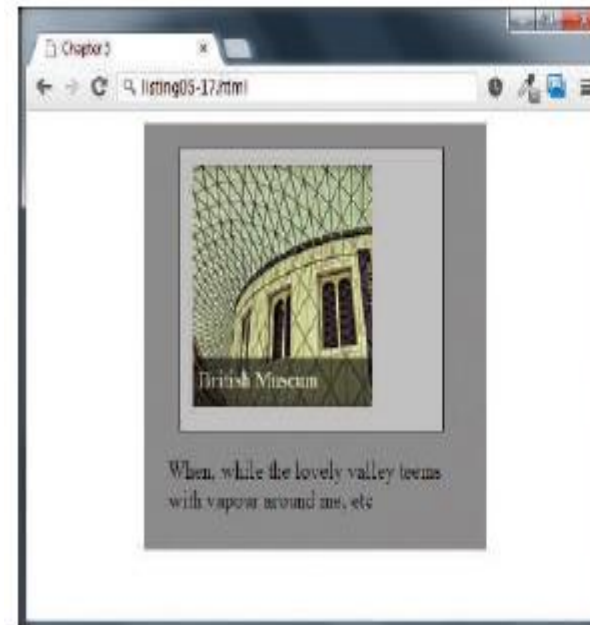 Chapter 5
listing05-17.html
British Museum
When, while the lovely valley teems
with vapour around me, etc